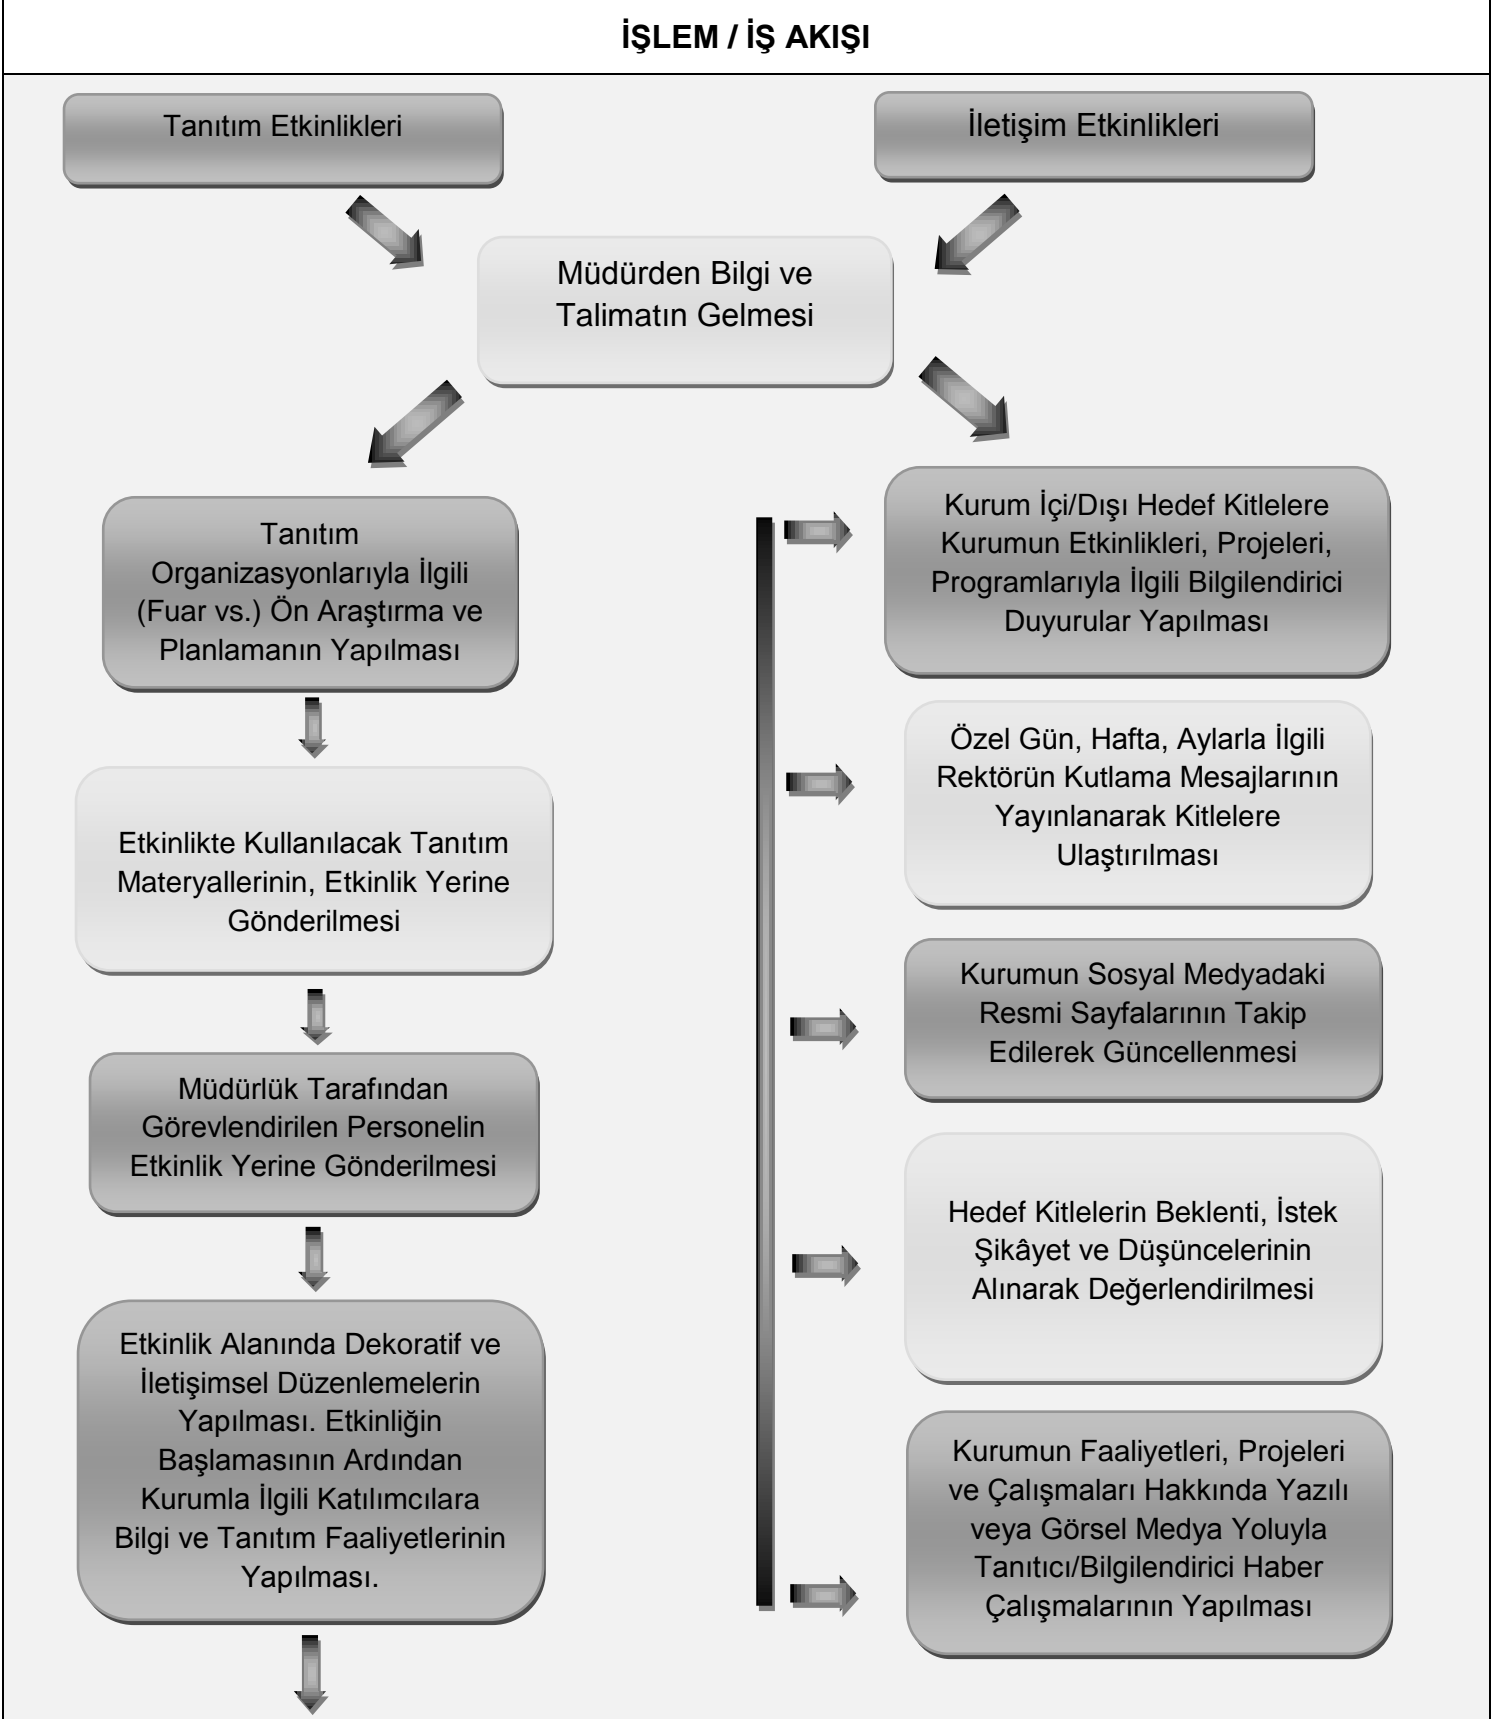 İŞLEM / İŞ AKIŞI
Tanıtım Etkinlikleri
İletişim Etkinlikleri
Müdürden Bilgi ve
Talimatın Gelmesi
Tanıtım
Organizasyonlarıyla İlgili
(Fuar vs.) Ön Araştırma ve
Planlamanın Yapılması
Etkinlikte Kullanılacak Tanıtım
Materyallerinin, Etkinlik Yerine
Gönderilmesi
Müdürlük Tarafından
Görevlendirilen Personelin
Etkinlik Yerine Gönderilmesi
Etkinlik Alanında Dekoratif ve
İletişimsel Düzenlemelerin
Yapılması. Etkinliğin
Başlamasının Ardından
Kurumla İlgili Katılımcılara
Bilgi ve Tanıtım Faaliyetlerinin
Yapılması.
Kurum İçi/Dışı Hedef Kitlelere
Kurumun Etkinlikleri, Projeleri,
Programlarıyla İlgili Bilgilendirici
Duyurular Yapılması
Özel Gün, Hafta, Aylarla İlgili
Rektörün Kutlama Mesajlarının
Yayınlanarak Kitlelere
Ulaştırılması
Kurumun Sosyal Medyadaki
Resmi Sayfalarının Takip
Edilerek Güncellenmesi
Hedef Kitlelerin Beklenti, İstek
Şikâyet ve Düşüncelerinin
Alınarak Değerlendirilmesi
Kurumun Faaliyetleri, Projeleri
ve Çalışmaları Hakkında Yazılı
veya Görsel Medya Yoluyla
Tanıtıcı/Bilgilendirici Haber
Çalışmalarının Yapılması